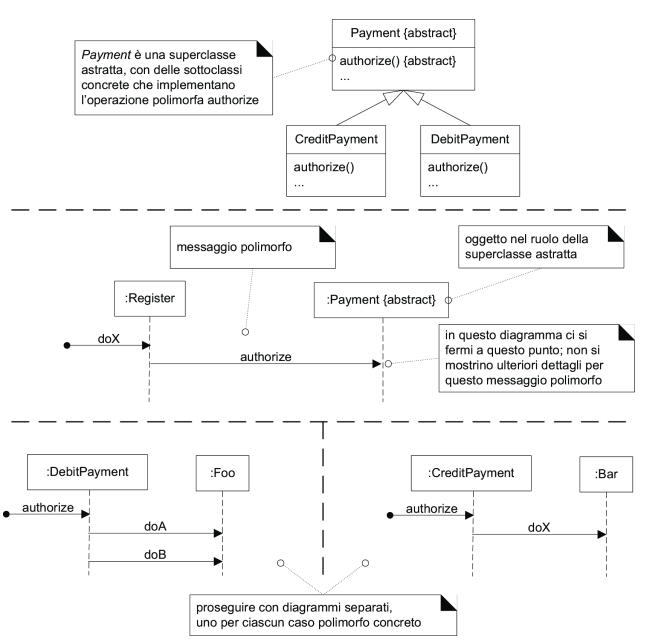 Payment {abstract}
authorize() {abstract}
...
Payment è una superclasse
astratta, con delle sottoclassi
concrete che implementano
l'operazione polimorfa authorize
CreditPayment
authorize()
...
DebitPayment
authorize()
...
messaggio polimorfo
oggetto nel ruolo della
superclasse astratta
:Register
:Payment {abstract}
doX
authorize
in questo diagramma ci si
fermi a questo punto; non si
mostrino ulteriori dettagli per
questo messaggio polimorfo
:DebitPayment
:Foo
authorize
doA
doB
:CreditPayment
:Bar
authorize
doX
proseguire con diagrammi separati,
uno per ciascun caso polimorfo concreto